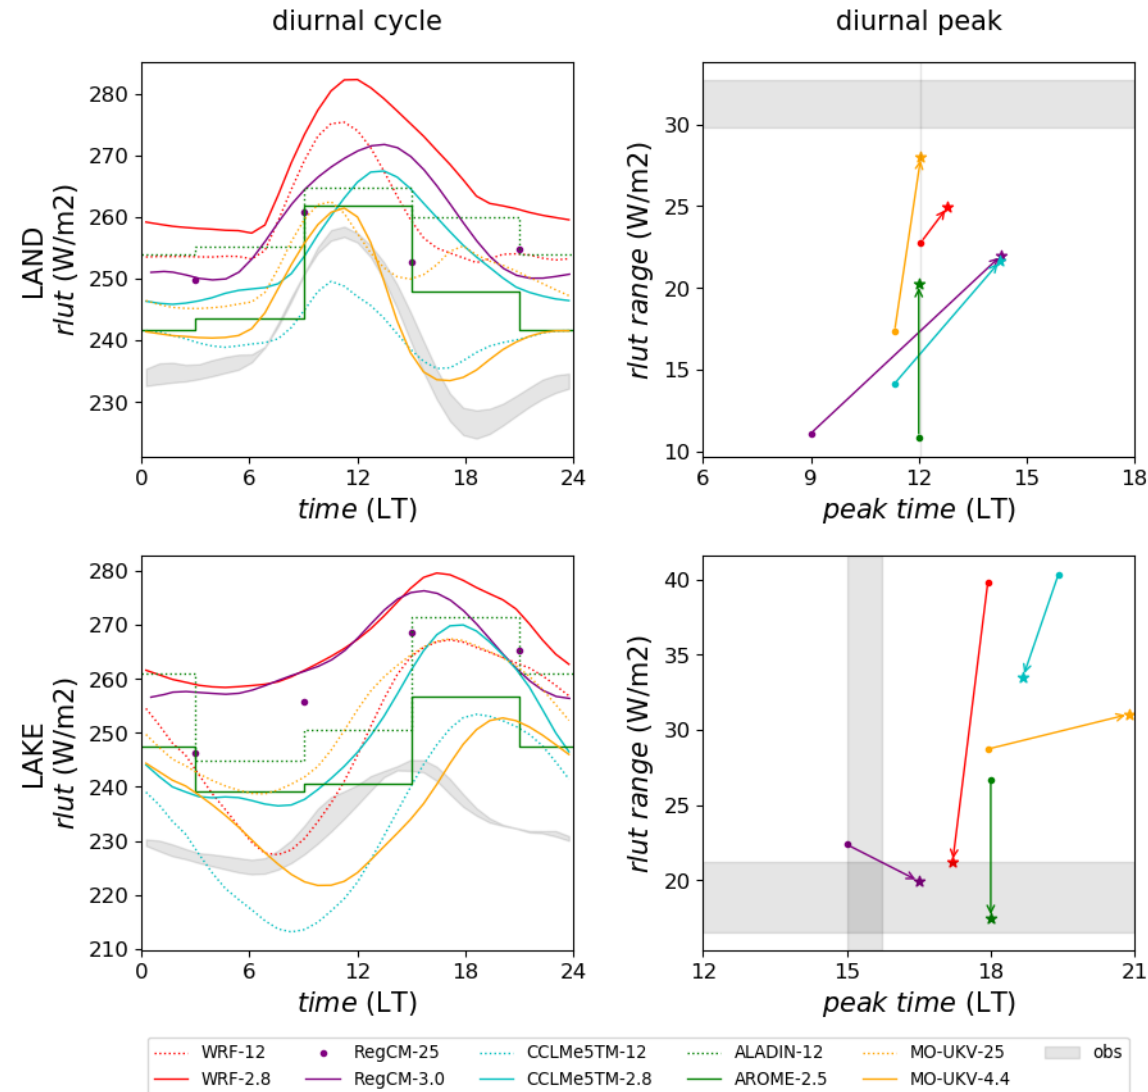 diurnal cycle
diurnal peak
LAND
rlut (W/m2)
280
270
260
250
240
230
0 6 12 18 24
time (LT)
rlut range (W/m2)
30
25
20
15
10
6 9 12 15 18
peak time (LT)
LAKE
rlut (W/m2)
280
270
260
250
240
230
220
210
0 6 12 18 24
time (LT)
rlut range (W/m2)
40
35
30
25
20
12 15 18 21
peak time (LT)
WRF-12 RegCM-25 CCLMe5TM-12 ALADIN-12 MO-UKV-25 obs
WRF-2.8 RegCM-3.0 CCLMe5TM-2.8 AROME-2.5 MO-UKV-4.4